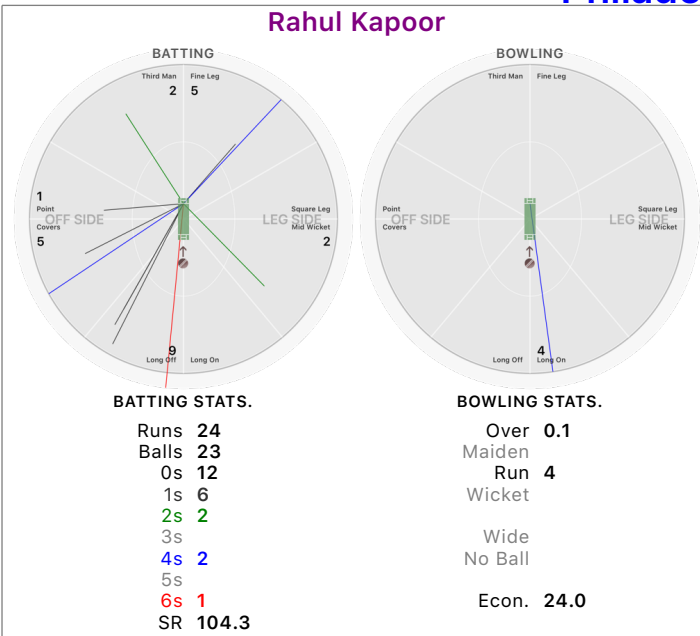 Rahul Kapoor
BATTING
BOWLING
Third Man Fine Leg
2 5
Third Man Fine Leg
1
Point
OFF SIDE
Covers
5
Square Leg
LEG SIDE
Mid Wicket
2
Point
OFF SIDE
Covers
Square Leg
LEG SIDE
Mid Wicket
9
Long Off Long On
4
Long Off Long On
BATTING STATS.
Runs 24
Balls 23
0s 12
1s 6
2s 2
3s
4s 2
5s
6s 1
SR 104.3
BOWLING STATS.
Over 0.1
Maiden
Run 4
Wicket
Wide
No Ball
Econ. 24.0